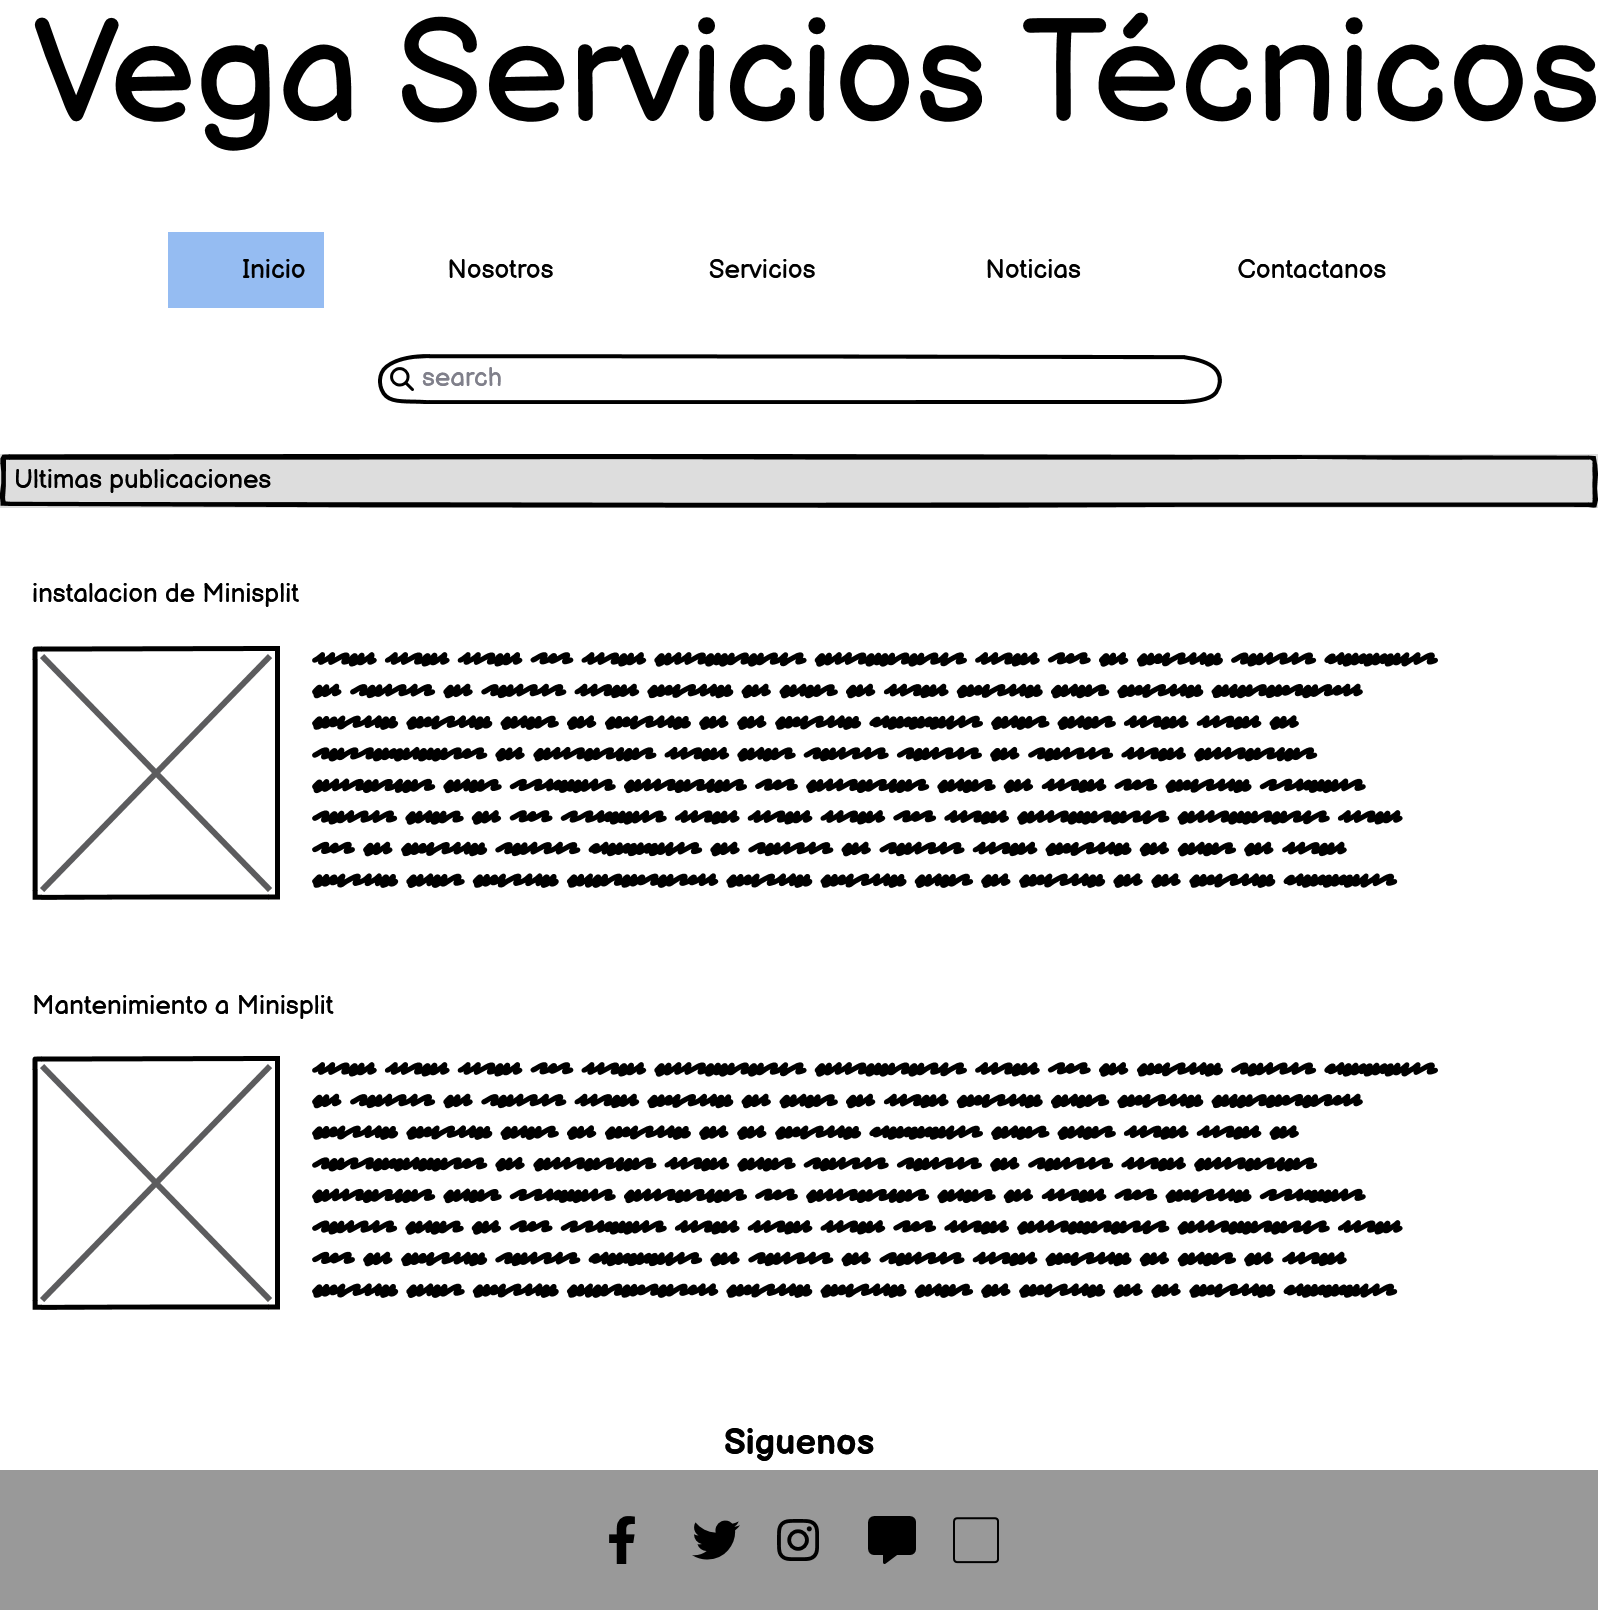 Vega Servicios Técnicos
Inicio Nosotros Servicios Noticias Contactanos
search
Ultimas publicaciones
instalacion de Minisplit
Mantenimiento a Minisplit
Siguenos